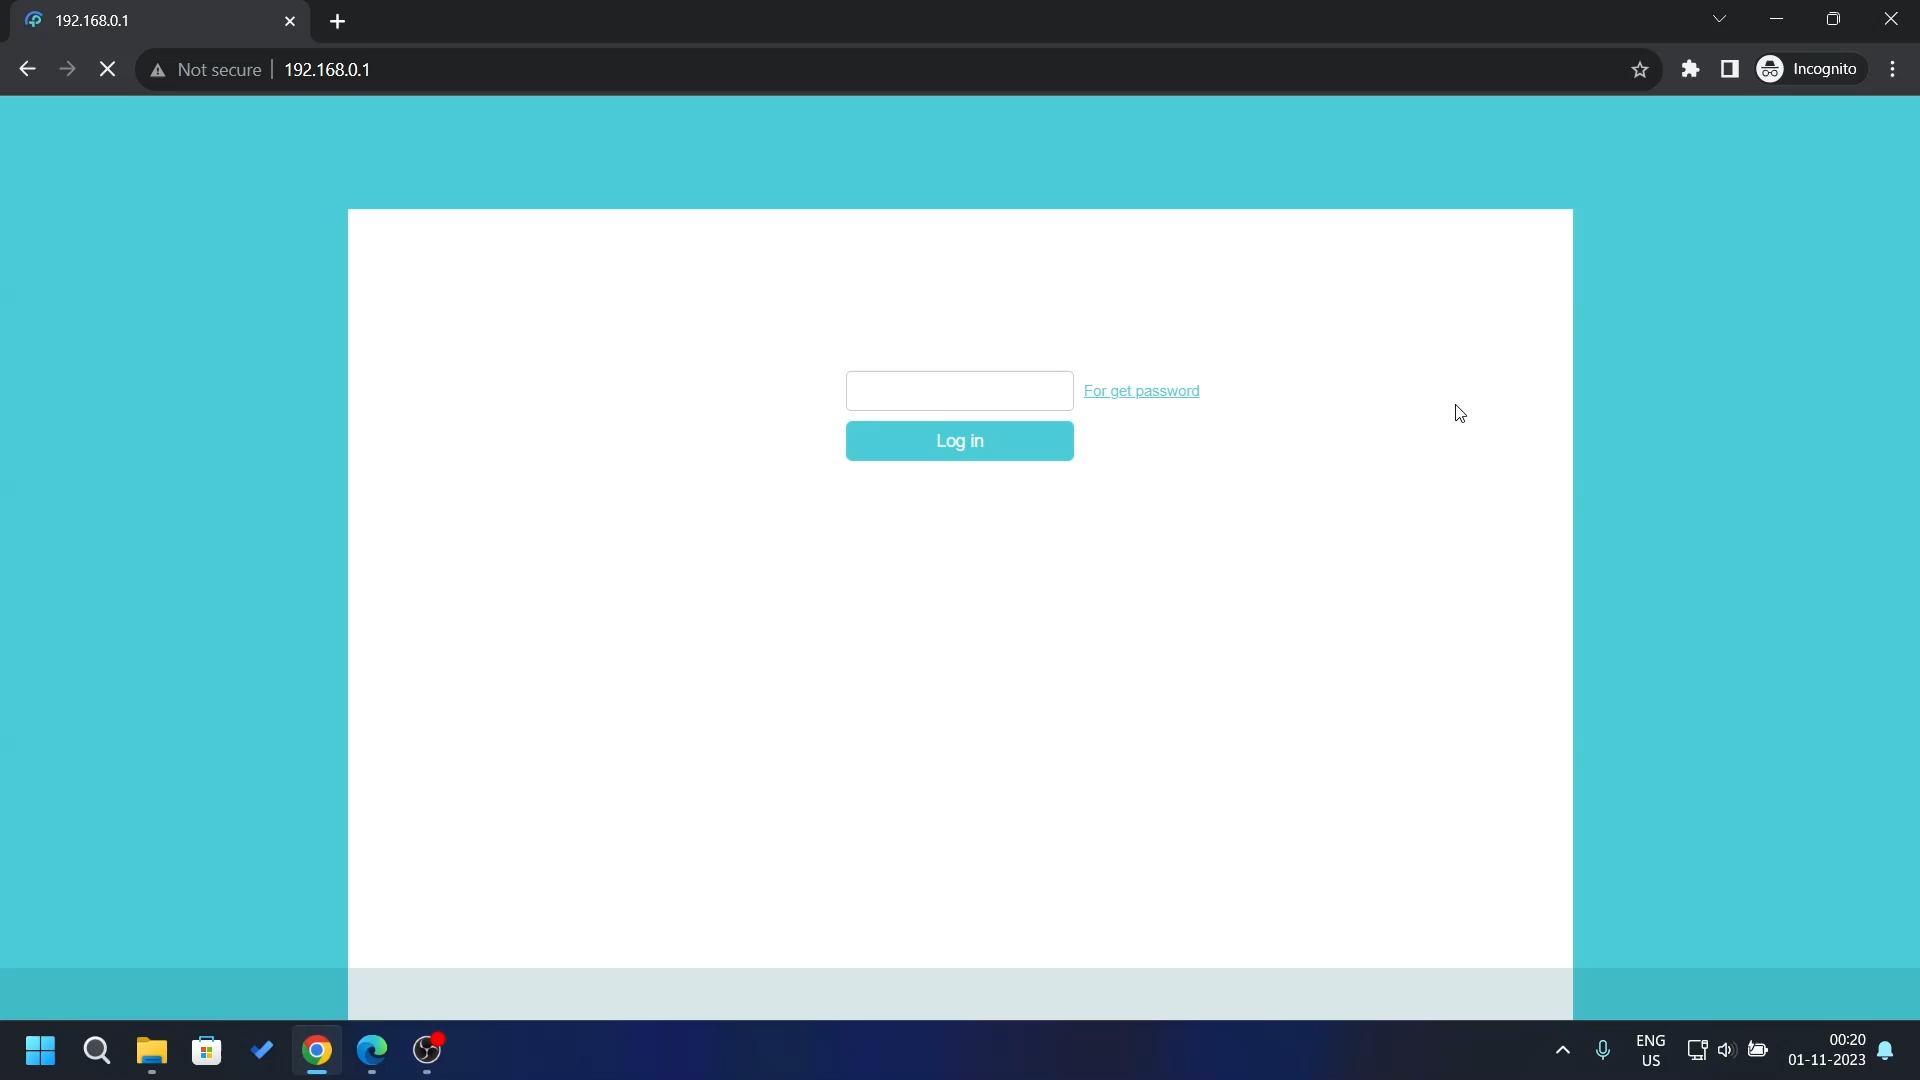 192.168.0.1
Not secure 192.168.0.1
Incognito
For get password
Log in
ENG
US
00:20
01-11-2023